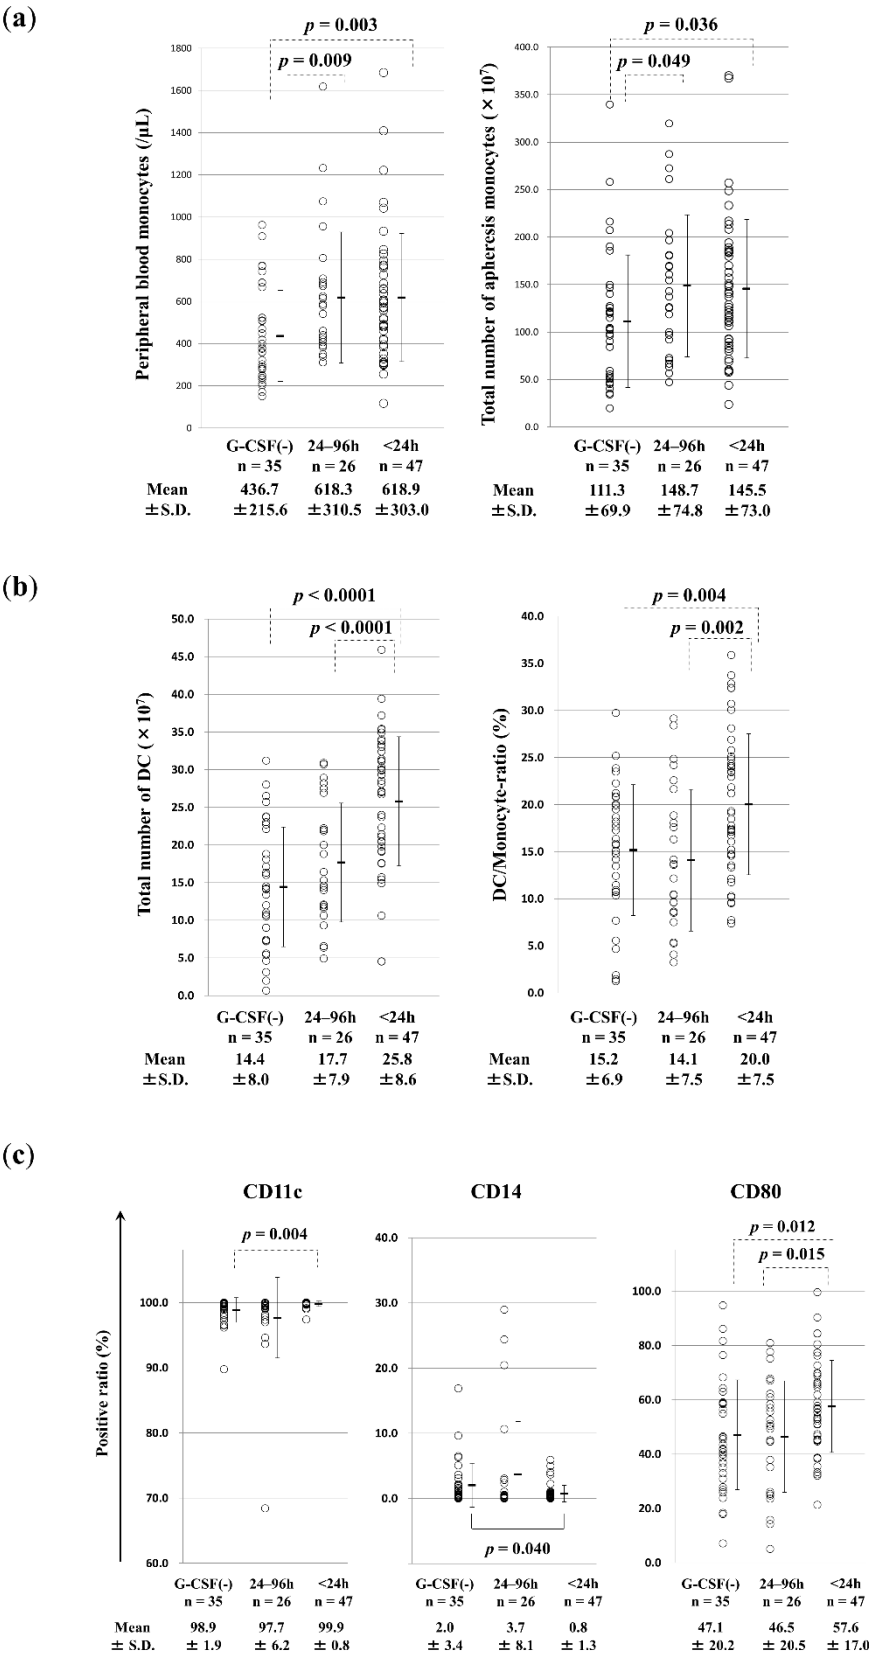 (a)
p = 0.003
p = 0.009
Peripheral blood monocytes (/μL)
1800
1600
1400
1200
1000
800
600
400
200
0
G-CSF(-) 24–96h <24h
n = 35 n = 26 n = 47
Mean 436.7 618.3 618.9
±S.D. ±215.6 ±310.5 ±303.0
p = 0.036
p = 0.049
Total number of apheresis monocytes (×10⁷)
400.0
350.0
300.0
250.0
200.0
150.0
100.0
50.0
0.0
G-CSF(-) 24–96h <24h
n = 35 n = 26 n = 47
Mean 111.3 148.7 145.5
±S.D. ±69.9 ±74.8 ±73.0
(b)
p < 0.0001
p < 0.0001
Total number of DC (×10⁷)
50.0
45.0
40.0
35.0
30.0
25.0
20.0
15.0
10.0
5.0
0.0
G-CSF(-) 24–96h <24h
n = 35 n = 26 n = 47
Mean 14.4 17.7 25.8
±S.D. ±8.0 ±7.9 ±8.6
p = 0.004
p = 0.002
DC/Monocyte-ratio (%)
40.0
35.0
30.0
25.0
20.0
15.0
10.0
5.0
0.0
G-CSF(-) 24–96h <24h
n = 35 n = 26 n = 47
Mean 15.2 14.1 20.0
±S.D. ±6.9 ±7.5 ±7.5
(c)
Positive ratio (%)
CD11c
p = 0.004
100.0
90.0
80.0
70.0
60.0
G-CSF(-) 24–96h <24h
n = 35 n = 26 n = 47
Mean 98.9 97.7 99.9
± S.D. ± 1.9 ± 6.2 ± 0.8
CD14
40.0
30.0
20.0
10.0
0.0
p = 0.040
G-CSF(-) 24–96h <24h
n = 35 n = 26 n = 47
2.0 3.7 0.8
± 3.4 ± 8.1 ± 1.3
CD80
p = 0.012
p = 0.015
100.0
80.0
60.0
40.0
20.0
0.0
G-CSF(-) 24–96h <24h
n = 35 n = 26 n = 47
47.1 46.5 57.6
± 20.2 ± 20.5 ± 17.0